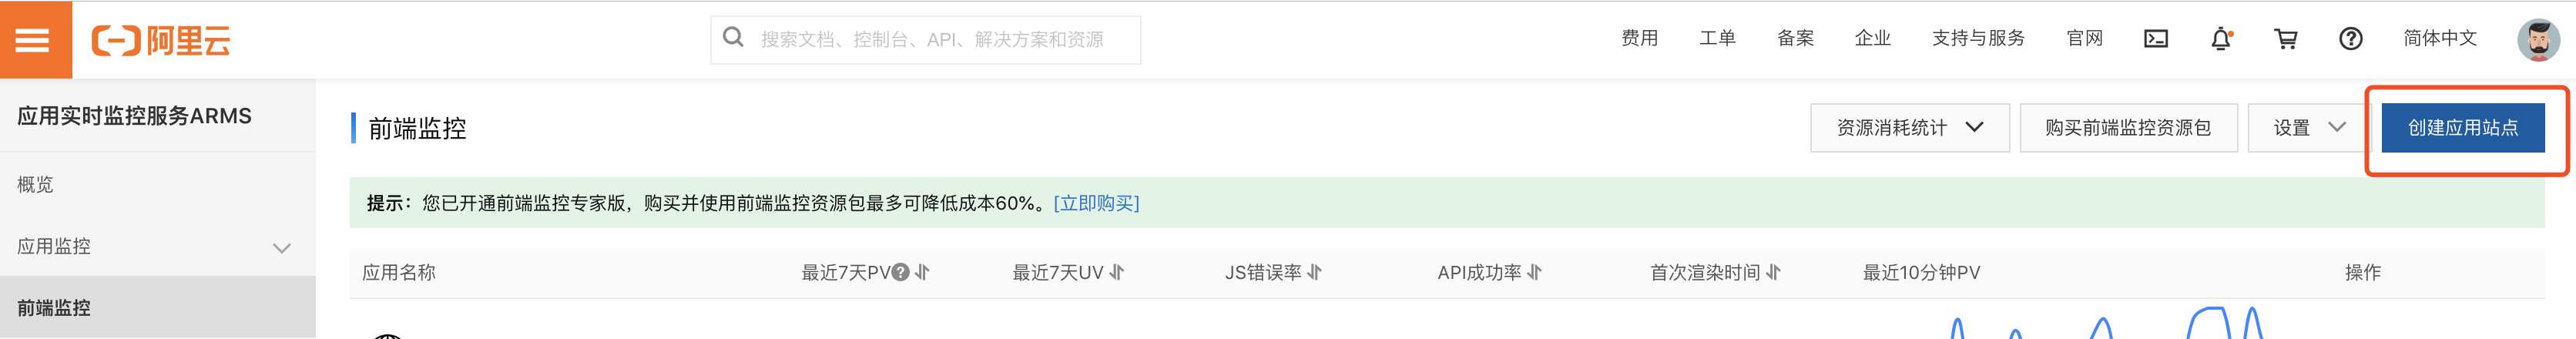 阿里云
搜索文档、控制台、API、解决方案和资源
费用 工单 备案 企业 支持与服务 官网 简体中文
应用实时监控服务ARMS
概览
应用监控
前端监控
前端监控
资源消耗统计 购买前端监控资源包 设置 创建应用站点
提示：您已开通前端监控专家版，购买并使用前端监控资源包最多可降低成本60%。[立即购买]
应用名称 最近7天PV 最近7天UV JS错误率 API成功率 首次渲染时间 最近10分钟PV 操作